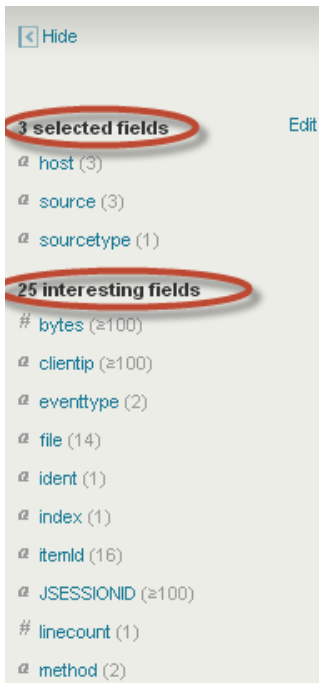 < Hide
3 selected fields Edit
a host (3)
a source (3)
a sourcetype (1)
25 interesting fields
# bytes (≥100)
a clientip (≥100)
a eventtype (2)
a file (14)
a ident (1)
a index (1)
a itemId (16)
a JSESSIONID (≥100)
# linecount (1)
a method (2)